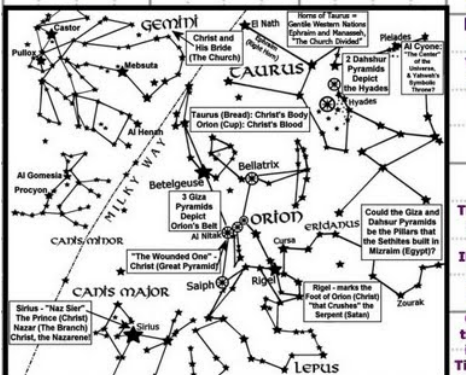 Castor
GEMINI
El Nath
Horns of Taurus =
Gentile Western Nations
Ephraim and Manasseh,
"The Church Divided"
Pleiades
Al Cyone:
"The Center"
of the
Universe,
& Yahweh's
Symbolic
Throne?
Pullox
Christ and
His Bride
(The Church)
Ephraim
(Right Horn)
Mebsuta
TAURUS
2 Dahshur
Pyramids
Depict
the Hyades
Hyades
Taurus (Bread): Christ's Body
Orion (Cup): Christ's Blood
Al Henah
MILKY WAY
Bellatrix
Al Gomeisa
Procyon
Betelgeuse
3 Giza
Pyramids
Depict
Orion's Belt
ORION
Al Nitak
ERIDANUS
Could the Giza and
Dahsur Pyramids
be the Pillars that
the Sethites built in
Mizraim (Egypt)?
CANIS MINOR
Cursa
"The Wounded One" -
Christ (Great Pyramid)
CANIS MAJOR
Saiph
Rigel
Rigel - marks the
Foot of Orion (Christ)
"that Crushes" the
Serpent (Satan)
Zourak
Sirius - "Naz Sier"
The Prince (Christ)
Nazar (The Branch)
Christ, the Nazarene!
Sirius
LEPUS